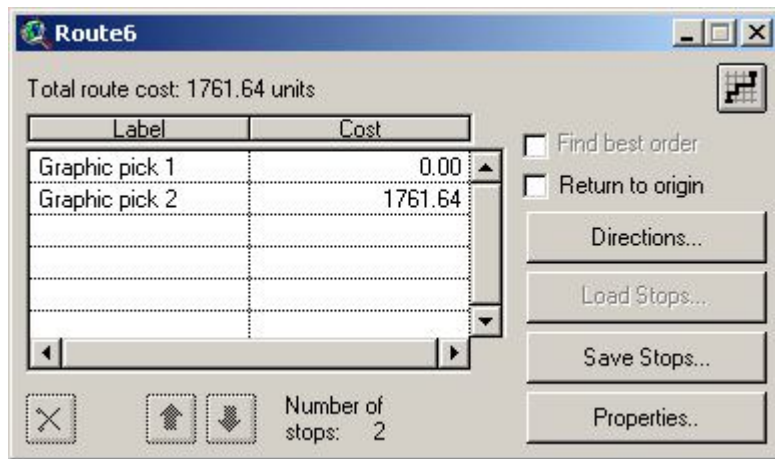 Route6
Total route cost: 1761.64 units
Label Cost
Graphic pick 1 0.00
Graphic pick 2 1761.64
Find best order
Return to origin
Directions...
Load Stops...
Save Stops...
Properties..
Number of
stops: 2